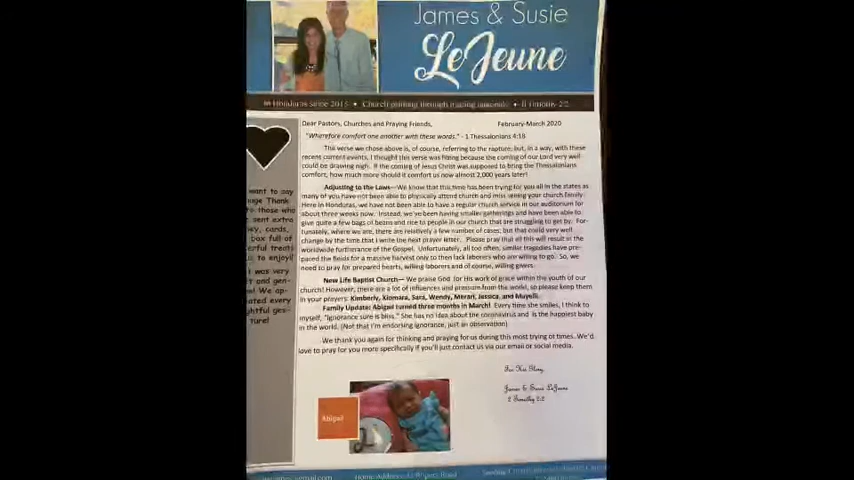 James & Susie
LeJeune
In Honduras Since 2015 • Church planting through training nationals • II Timothy 2:2
Dear Pastors, Churches and Praying Friends,
February-March 2020
"Wherefore comfort one another with these words." - 1 Thessalonians 4:18
The verse we chose above is, of course, referring to the rapture; but, in a way, with these
recent current events, I thought this verse was fitting because the coming of our Lord very well
could be drawing nigh. If the coming of Jesus Christ was supposed to bring the Thessalonians
comfort, how much more should it comfort us now almost 2,000 years later!
Adjusting to the Laws—We know that this time has been trying for you all in the states as
many of you have not been able to physically attend church and miss seeing your church family.
Here in Honduras, we have not been able to have a regular church service in our auditorium for
about three weeks now. Instead, we've been having smaller gatherings and have been able to
give quite a few bags of beans and rice to people in our church that are struggling to get by. For-
tunately, where we are, there are relatively a few number of cases; but that could very well
change by the time that I write the next prayer letter. Please pray that all this will result in the
worldwide furtherance of the Gospel. Unfortunately, all too often, similar tragedies have pre-
pared the fields for a massive harvest only to then lack laborers who are willing to go. So, we
need to pray for prepared hearts, willing laborers and of course, willing givers.
New Life Baptist Church— We praise God for His work of grace within the youth of our
church! However, there are a lot of influences and pressure from the world, so please keep them
in your prayers: Kimberly, Xiomara, Sara, Wendy, Merari, Jessica, and Mayelli.
Family Update: Abigail turned three months in March! Every time she smiles, I think to
myself, "Ignorance sure is bliss." She has no idea about the coronavirus and is the happiest baby
in the world. (Not that I'm endorsing ignorance, just an observation)
We thank you again for thinking and praying for us during this most trying of times. We'd
love to pray for you more specifically if you'll just contact us via our email or social media.
For His Glory,
James & Susie LeJeune
2 Timothy 2:2
want to say
Thank
to those who
sent extra
cards,
box full of
treats
to enjoy!
was very
and gen-
We ap-
every
ges-
ture!
Abigail
Home Address: